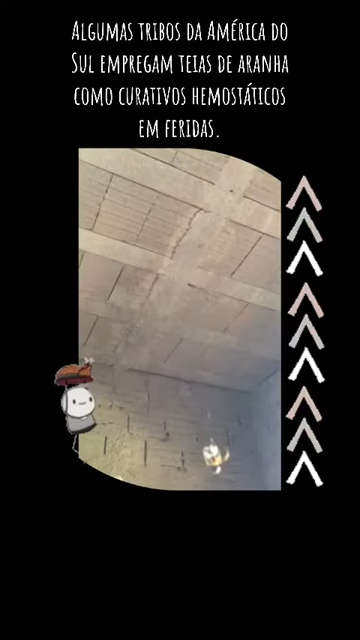 Algumas tribos da América do
Sul empregam teias de aranha
como curativos hemostáticos
em feridas.